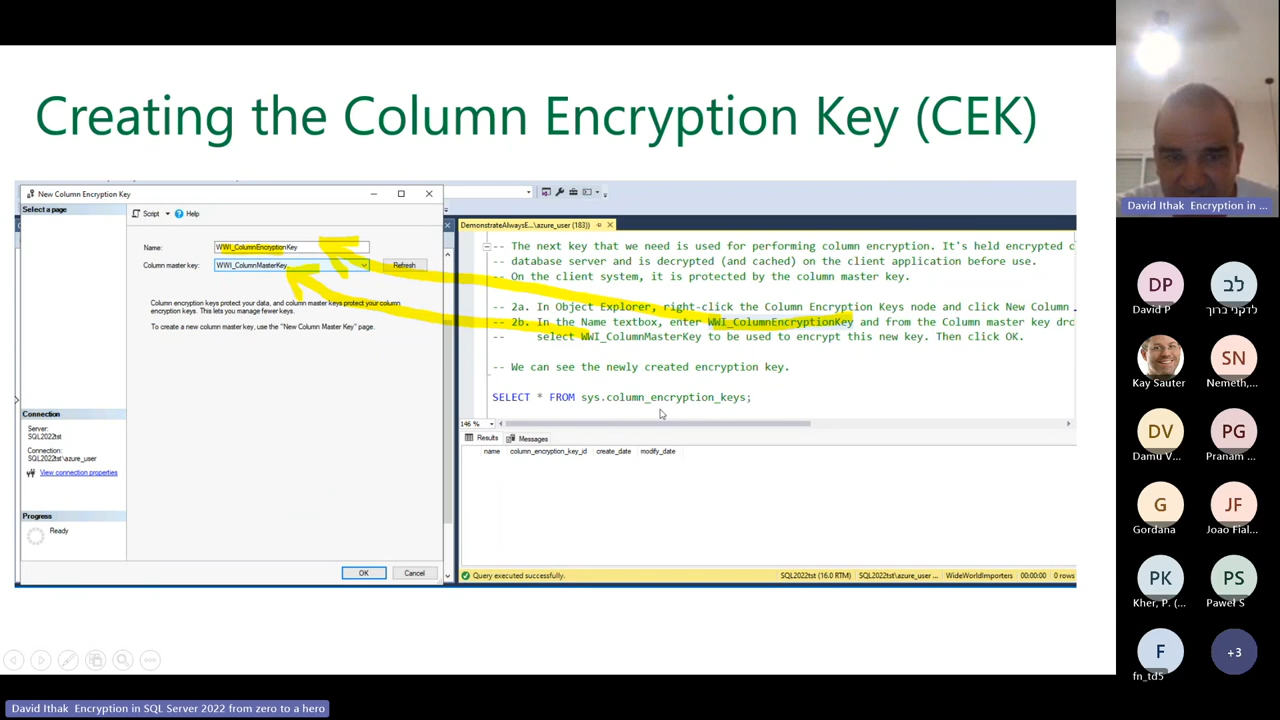 Creating the Column Encryption Key (CEK)
New Column Encryption Key
Select a page
Script
Help
Name:
WWI_ColumnEncryptionKey
Column master key:
WWI_ColumnMasterKey
Refresh
Column encryption keys protect your data, and column master keys protect your column
encryption keys. This lets you manage fewer keys.
To create a new column master key, use the "New Column Master Key" page.
Connection
Server:
SQL2022tst
Connection:
SQL2022tst\azure_user
View connection properties
Progress
Ready
OK
Cancel
DemonstrateAlwaysE...\azure_user (183))
-- The next key that we need is used for performing column encryption. It's held encrypted
-- database server and is decrypted (and cached) on the client application before use.
-- On the client system, it is protected by the column master key.
-- 2a. In Object Explorer, right-click the Column Encryption Keys node and click New Column
-- 2b. In the Name textbox, enter WWI_ColumnEncryptionKey and from the Column master key
-- select WWI_ColumnMasterKey to be used to encrypt this new key. Then click OK.
-- We can see the newly created encryption key.
SELECT * FROM sys.column_encryption_keys;
146 %
Results
Messages
name column_encryption_key_id create_date modify_date
Query executed successfully.
SQL2022tst (16.0 RTM)
SQL2022tst\azure_user ...
WideWorldImporters
00:00:00
0 rows
David Ithak Encryption in SQL Server 2022 from zero to a hero
David Ithak Encryption in ...
DP
David P
לב
לזקני ברוך
Kay Sauter
SN
Nemeth,...
DV
Damu V...
PG
Pranam ...
G
Gordana
JF
Joao Fial...
PK
Kher, P. (...
PS
Paweł S
F
fn_td5
+3